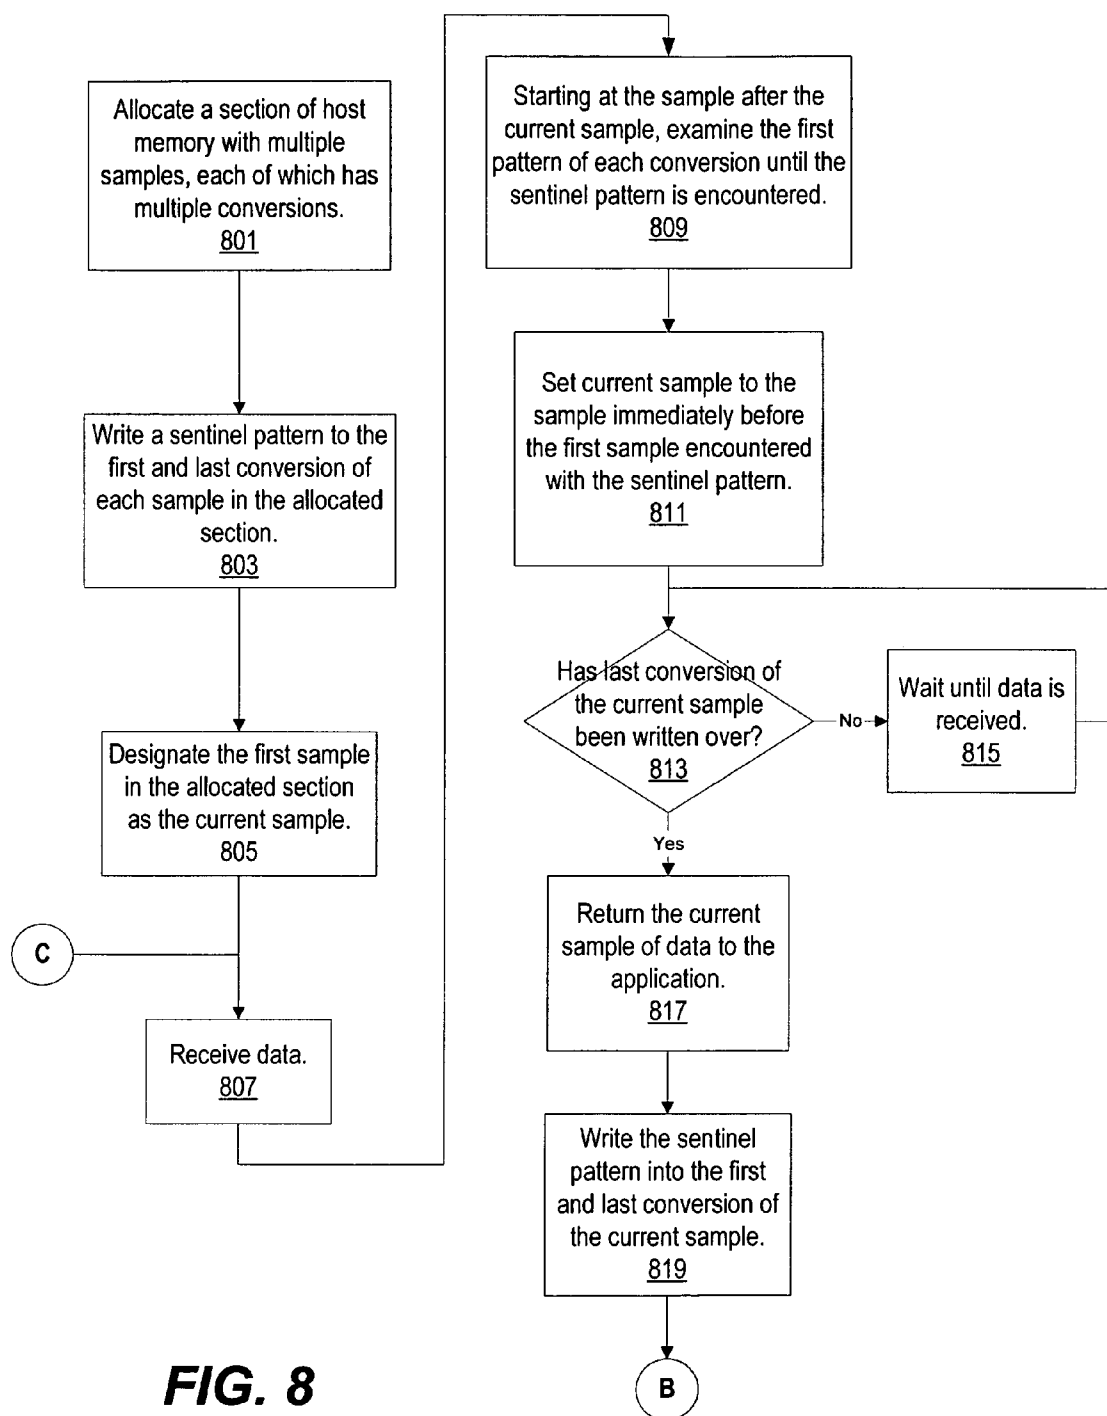 Allocate a section of host
memory with multiple
samples, each of which has
multiple conversions.
801
Write a sentinel pattern to the
first and last conversion of
each sample in the allocated
section.
803
Designate the first sample
in the allocated section
as the current sample.
805
C
Receive data.
807
Starting at the sample after the
current sample, examine the first
pattern of each conversion until the
sentinel pattern is encountered.
809
Set current sample to the
sample immediately before
the first sample encountered
with the sentinel pattern.
811
Has last conversion of
the current sample
been written over?
813
No
Wait until data is
received.
815
Yes
Return the current
sample of data to the
application.
817
Write the sentinel
pattern into the first
and last conversion of
the current sample.
819
B
FIG. 8